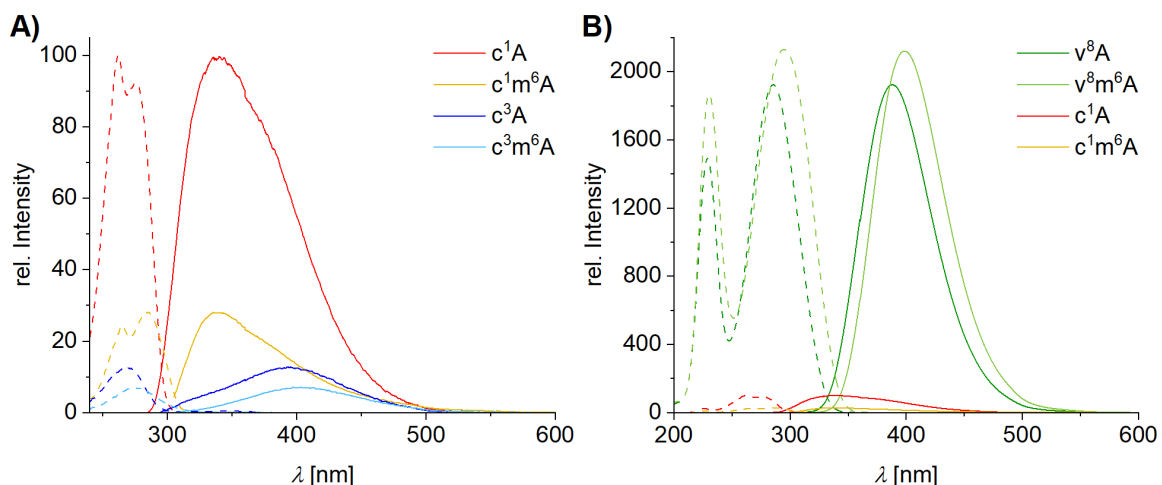 A)
c¹A
c¹m⁶A
c³A
c³m⁶A
100
80
60
40
20
0
rel. Intensity
300
400
500
600
λ [nm]
B)
v⁸A
v⁸m⁶A
c¹A
c¹m⁶A
2000
1600
1200
800
400
0
rel. Intensity
200
300
400
500
600
λ [nm]